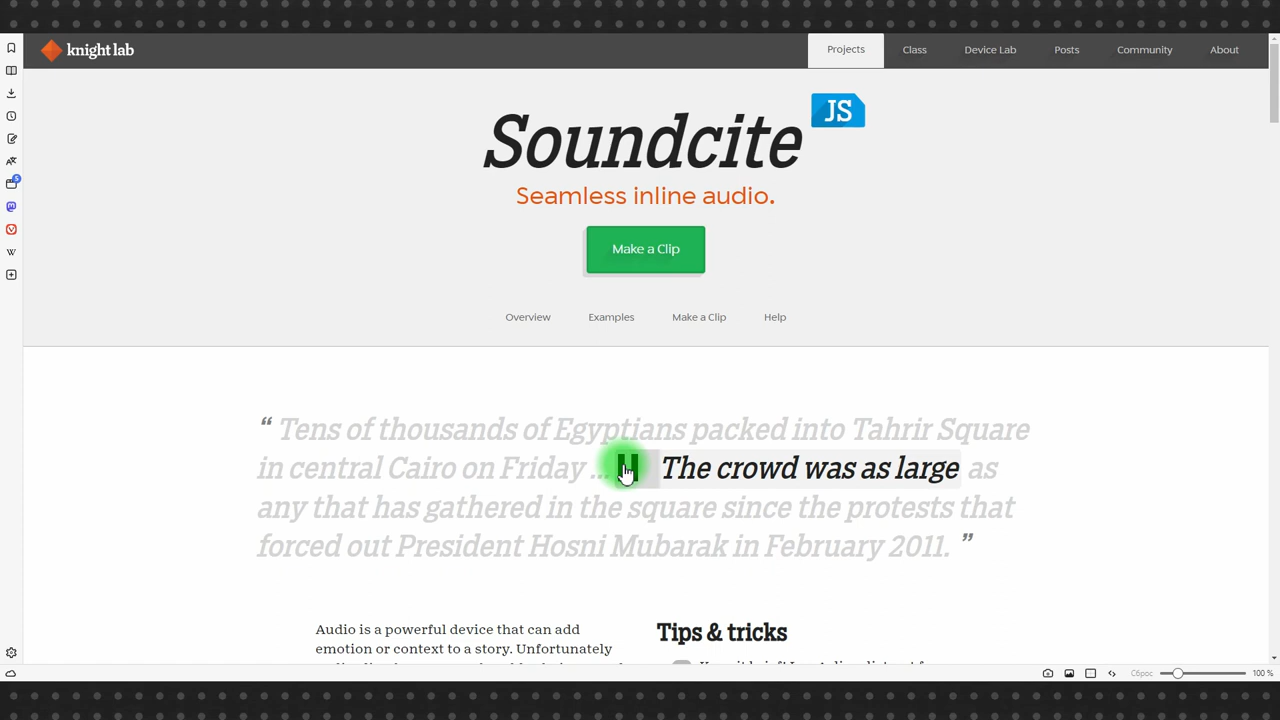 knight lab
Projects Class Device Lab Posts Community About
Soundcite JS
Seamless inline audio.
Make a Clip
Overview Examples Make a Clip Help
“ Tens of thousands of Egyptians packed into Tahrir Square
in central Cairo on Friday ... The crowd was as large as
any that has gathered in the square since the protests that
forced out President Hosni Mubarak in February 2011. ”
Audio is a powerful device that can add
emotion or context to a story. Unfortunately
Tips & tricks
5
W
Сброс 100 %